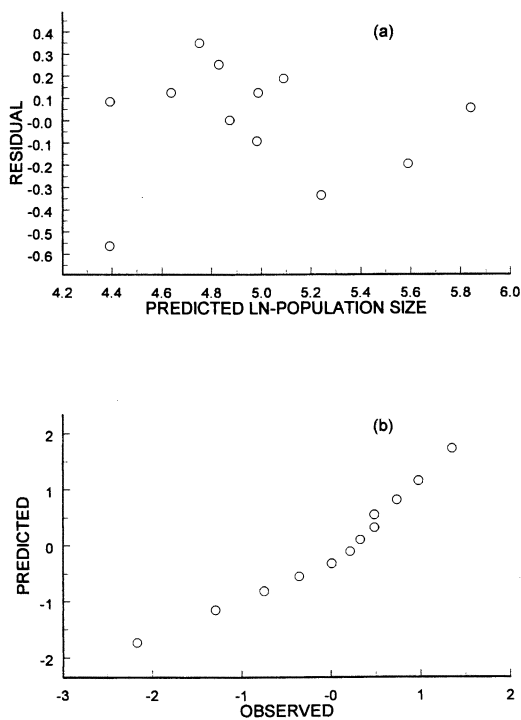 (a)
0.4
0.3
0.2
0.1
-0.0
-0.1
-0.2
-0.3
-0.4
-0.5
-0.6
RESIDUAL
4.2 4.4 4.6 4.8 5.0 5.2 5.4 5.6 5.8 6.0
PREDICTED LN-POPULATION SIZE
(b)
2
1
0
-1
-2
PREDICTED
-3 -2 -1 -0 1 2
OBSERVED